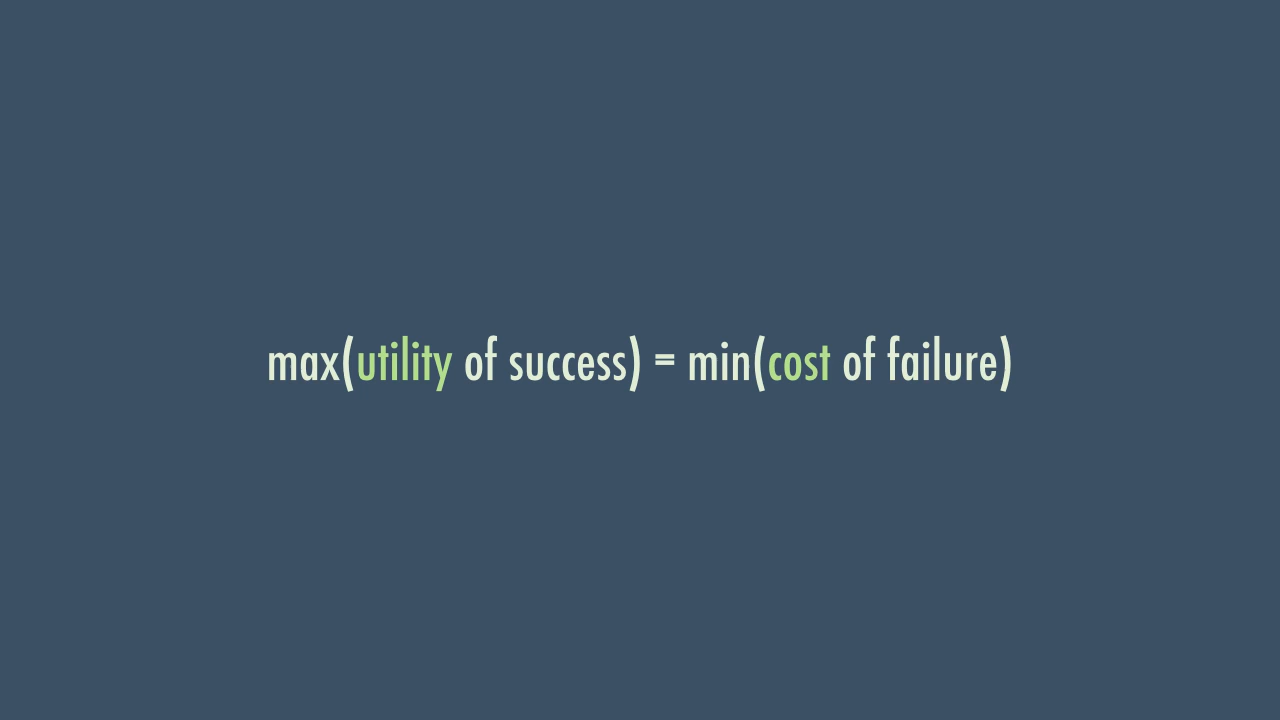 max(utility of success) = min(cost of failure)